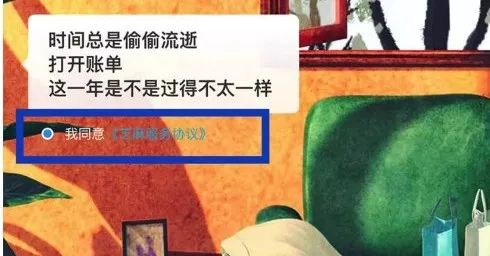 时间总是偷偷流逝
打开账单
这一年是不是过得不太一样
我同意《芝麻服务协议》